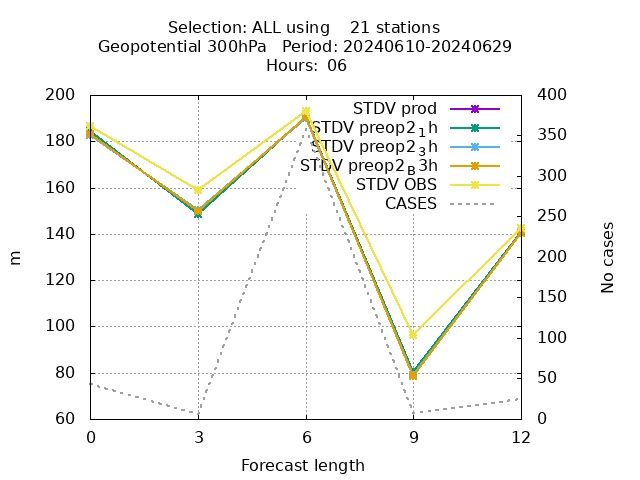 Selection: ALL using 21 stations
Geopotential 300hPa Period: 20240610-20240629
Hours: 06
200 400
180 350
160 300
140 250
120 200
100 150
80 100
60 50
0
m
No cases
STDV prod
STDV preop2₁h
STDV preop2₃h
STDV preop2_B3h
STDV OBS
CASES
0 3 6 9 12
Forecast length